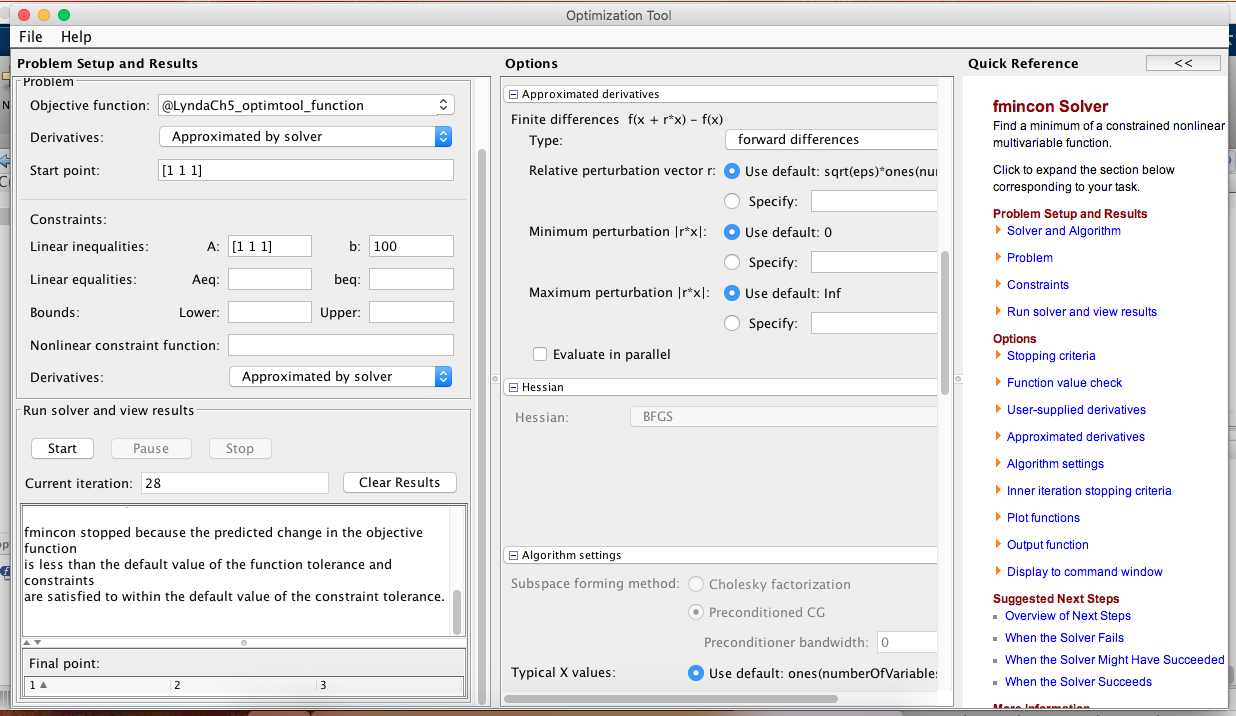 Optimization Tool
File Help
Problem Setup and Results
Problem
Objective function: @LyndaCh5_optimtool_function
Derivatives: Approximated by solver
Start point: [1 1 1]
Constraints:
Linear inequalities: A: [1 1 1] b: 100
Linear equalities: Aeq: beq:
Bounds: Lower: Upper:
Nonlinear constraint function:
Derivatives: Approximated by solver
Run solver and view results
Start Pause Stop
Current iteration: 28 Clear Results
fmincon stopped because the predicted change in the objective
function
is less than the default value of the function tolerance and
constraints
are satisfied to within the default value of the constraint tolerance.
Final point:
1 2 3
Options
Approximated derivatives
Finite differences f(x + r*x) – f(x)
Type: forward differences
Relative perturbation vector r: Use default: sqrt(eps)*ones(nu
Specify:
Minimum perturbation |r*x|: Use default: 0
Specify:
Maximum perturbation |r*x|: Use default: Inf
Specify:
Evaluate in parallel
Hessian
Hessian: BFGS
Algorithm settings
Subspace forming method: Cholesky factorization
Preconditioned CG
Preconditioner bandwidth: 0
Typical X values: Use default: ones(numberOfVariable
Quick Reference <<
fmincon Solver
Find a minimum of a constrained nonlinear
multivariable function.
Click to expand the section below
corresponding to your task.
Problem Setup and Results
Solver and Algorithm
Problem
Constraints
Run solver and view results
Options
Stopping criteria
Function value check
User-supplied derivatives
Approximated derivatives
Algorithm settings
Inner iteration stopping criteria
Plot functions
Output function
Display to command window
Suggested Next Steps
Overview of Next Steps
When the Solver Fails
When the Solver Might Have Succeeded
When the Solver Succeeds
More Information